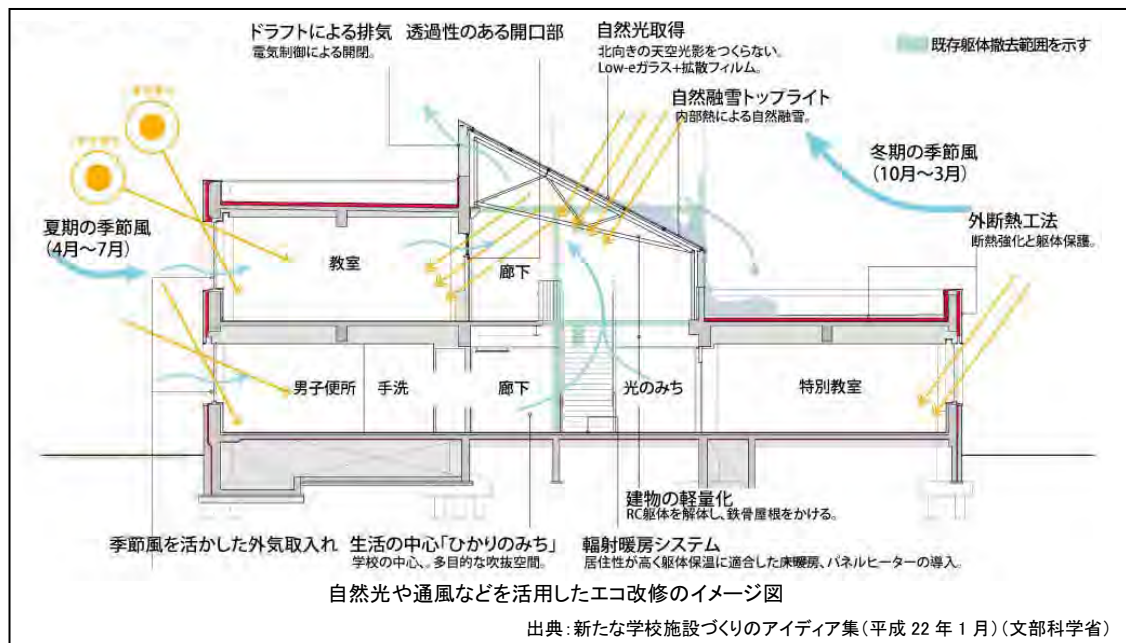 ドラフトによる排気
電気制御による開閉。
透過性のある開口部
自然光取得
北向きの天空光影をつくらない。
Low-eガラス+拡散フィルム。
既存躯体撤去範囲を示す
自然融雪トップライト
内部熱による自然融雪。
冬期の季節風
(10月〜3月)
外断熱工法
断熱強化と躯体保護。
夏期の季節風
(4月〜7月)
教室
廊下
男子便所
手洗
廊下
光のみち
特別教室
建物の軽量化
RC躯体を解体し、鉄骨屋根をかける。
季節風を活かした外気取入れ
生活の中心「ひかりのみち」
学校の中心、。多目的な吹抜空間。
輻射暖房システム
居住性が高く躯体保温に適合した床暖房、パネルヒーターの導入。
自然光や通風などを活用したエコ改修のイメージ図
出典：新たな学校施設づくりのアイディア集（平成 22 年 1 月）（文部科学省）